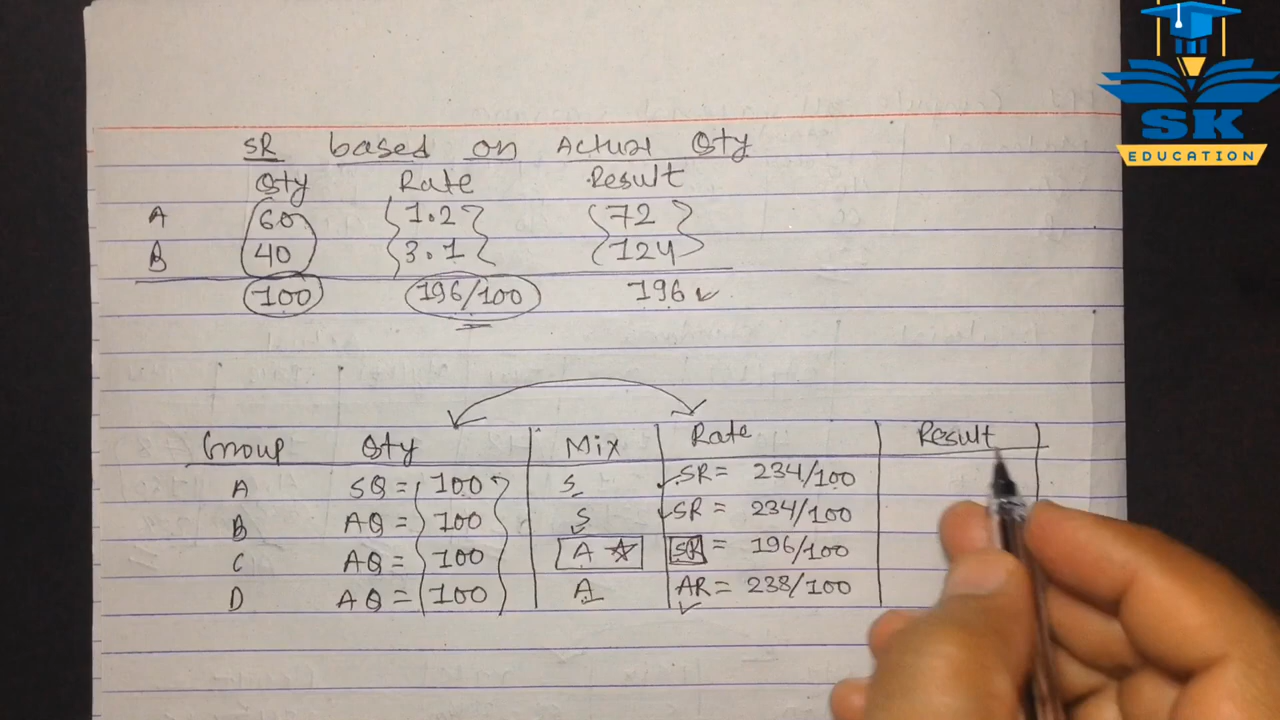 SK
EDUCATION
SR based on Actual Qty
Qty Rate Result
A 60 1.2 72
B 40 3.1 124
100 196/100 196
Group Qty Mix Rate Result
A SQ = 100 S SR = 234/100
B AQ = 100 S SR = 234/100
C AQ = 100 A SR = 196/100
D AQ = 100 A AR = 238/100